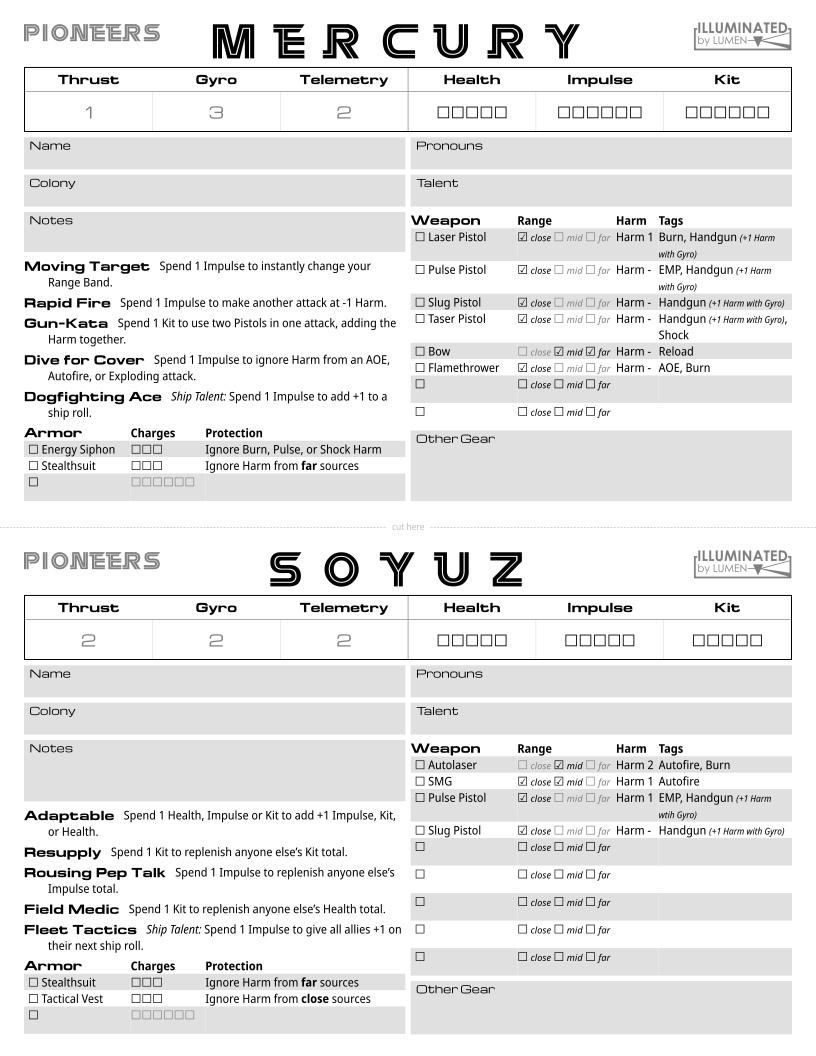 PIONEERS
MERCURY
ILLUMINATED
by LUMEN
Thrust Gyro Telemetry Health Impulse Kit
1 3 2 □□□□□ □□□□□□ □□□□□□
Name Pronouns
Colony Talent
Notes
Moving Target Spend 1 Impulse to instantly change your
Range Band.
Rapid Fire Spend 1 Impulse to make another attack at -1 Harm.
Gun-Kata Spend 1 Kit to use two Pistols in one attack, adding the
Harm together.
Dive for Cover Spend 1 Impulse to ignore Harm from an AOE,
Autofire, or Exploding attack.
Dogfighting Ace Ship Talent: Spend 1 Impulse to add +1 to a
ship roll.
Armor Charges Protection
☐ Energy Siphon □□□ Ignore Burn, Pulse, or Shock Harm
☐ Stealthsuit □□□ Ignore Harm from far sources
☐ □□□□□□
Weapon Range Harm Tags
☐ Laser Pistol ☑ close ☐ mid ☐ far Harm 1 Burn, Handgun (+1 Harm
with Gyro)
☐ Pulse Pistol ☑ close ☐ mid ☐ far Harm - EMP, Handgun (+1 Harm
with Gyro)
☐ Slug Pistol ☑ close ☐ mid ☐ far Harm - Handgun (+1 Harm with Gyro)
☐ Taser Pistol ☑ close ☐ mid ☐ far Harm - Handgun (+1 Harm with Gyro),
Shock
☐ Bow ☐ close ☑ mid ☑ far Harm - Reload
☐ Flamethrower ☑ close ☐ mid ☐ far Harm - AOE, Burn
☐ ☐ close ☐ mid ☐ far
☐ ☐ close ☐ mid ☐ far
Other Gear
cut here
PIONEERS
SOYUZ
ILLUMINATED
by LUMEN
Thrust Gyro Telemetry Health Impulse Kit
2 2 2 □□□□□ □□□□□ □□□□□
Name Pronouns
Colony Talent
Notes
Adaptable Spend 1 Health, Impulse or Kit to add +1 Impulse, Kit,
or Health.
Resupply Spend 1 Kit to replenish anyone else’s Kit total.
Rousing Pep Talk Spend 1 Impulse to replenish anyone else’s
Impulse total.
Field Medic Spend 1 Kit to replenish anyone else’s Health total.
Fleet Tactics Ship Talent: Spend 1 Impulse to give all allies +1 on
their next ship roll.
Armor Charges Protection
☐ Stealthsuit □□□ Ignore Harm from far sources
☐ Tactical Vest □□□ Ignore Harm from close sources
☐ □□□□□□
Weapon Range Harm Tags
☐ Autolaser ☐ close ☑ mid ☐ far Harm 2 Autofire, Burn
☐ SMG ☑ close ☑ mid ☐ far Harm 1 Autofire
☐ Pulse Pistol ☑ close ☐ mid ☐ far Harm 1 EMP, Handgun (+1 Harm
wtih Gyro)
☐ Slug Pistol ☑ close ☐ mid ☐ far Harm - Handgun (+1 Harm with Gyro)
☐ ☐ close ☐ mid ☐ far
☐ ☐ close ☐ mid ☐ far
☐ ☐ close ☐ mid ☐ far
☐ ☐ close ☐ mid ☐ far
☐ ☐ close ☐ mid ☐ far
Other Gear